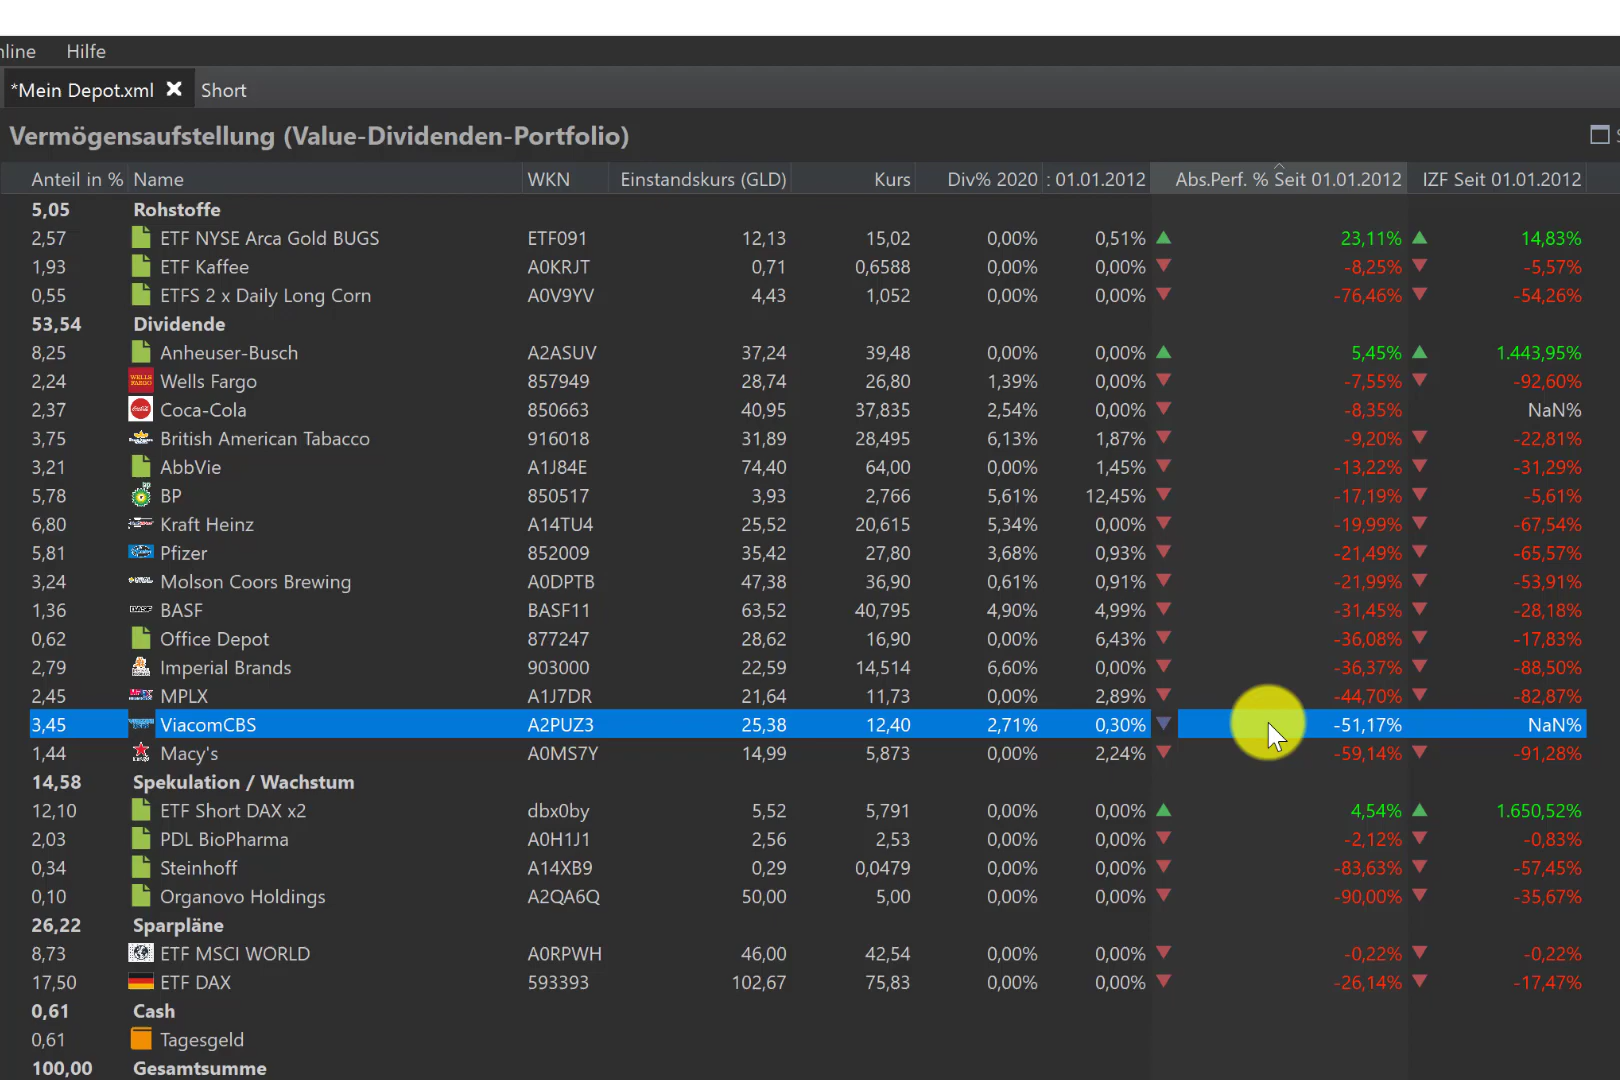 nline Hilfe
*Mein Depot.xml Short
Vermögensaufstellung (Value-Dividenden-Portfolio)
Anteil in % Name WKN Einstandskurs (GLD) Kurs Div% 2020 : 01.01.2012 Abs.Perf. % Seit 01.01.2012 IZF Seit 01.01.2012
5,05 Rohstoffe
2,57 ETF NYSE Arca Gold BUGS ETF091 12,13 15,02 0,00% 0,51% 23,11% 14,83%
1,93 ETF Kaffee A0KRJT 0,71 0,6588 0,00% 0,00% -8,25% -5,57%
0,55 ETFS 2 x Daily Long Corn A0V9YV 4,43 1,052 0,00% 0,00% -76,46% -54,26%
53,54 Dividende
8,25 Anheuser-Busch A2ASUV 37,24 39,48 0,00% 0,00% 5,45% 1.443,95%
2,24 WELLS FARGO Wells Fargo 857949 28,74 26,80 1,39% 0,00% -7,55% -92,60%
2,37 Coca-Cola 850663 40,95 37,835 2,54% 0,00% -8,35% NaN%
3,75 British American Tabacco 916018 31,89 28,495 6,13% 1,87% -9,20% -22,81%
3,21 AbbVie A1J84E 74,40 64,00 0,00% 1,45% -13,22% -31,29%
5,78 bp BP 850517 3,93 2,766 5,61% 12,45% -17,19% -5,61%
6,80 Kraft Heinz A14TU4 25,52 20,615 5,34% 0,00% -19,99% -67,54%
5,81 Pfizer 852009 35,42 27,80 3,68% 0,93% -21,49% -65,57%
3,24 Molson Coors Brewing A0DPTB 47,38 36,90 0,61% 0,91% -21,99% -53,91%
1,36 BASF BASF BASF11 63,52 40,795 4,90% 4,99% -31,45% -28,18%
0,62 Office Depot 877247 28,62 16,90 0,00% 6,43% -36,08% -17,83%
2,79 Imperial Brands 903000 22,59 14,514 6,60% 0,00% -36,37% -88,50%
2,45 MPLX A1J7DR 21,64 11,73 0,00% 2,89% -44,70% -82,87%
3,45 ViacomCBS A2PUZ3 25,38 12,40 2,71% 0,30% -51,17% NaN%
1,44 Macy's A0MS7Y 14,99 5,873 0,00% 2,24% -59,14% -91,28%
14,58 Spekulation / Wachstum
12,10 ETF Short DAX x2 dbx0by 5,52 5,791 0,00% 0,00% 4,54% 1.650,52%
2,03 PDL BioPharma A0H1J1 2,56 2,53 0,00% 0,00% -2,12% -0,83%
0,34 Steinhoff A14XB9 0,29 0,0479 0,00% 0,00% -83,63% -57,45%
0,10 Organovo Holdings A2QA6Q 50,00 5,00 0,00% 0,00% -90,00% -35,67%
26,22 Sparpläne
8,73 ETF MSCI WORLD A0RPWH 46,00 42,54 0,00% 0,00% -0,22% -0,22%
17,50 ETF DAX 593393 102,67 75,83 0,00% 0,00% -26,14% -17,47%
0,61 Cash
0,61 Tagesgeld
100,00 Gesamtsumme